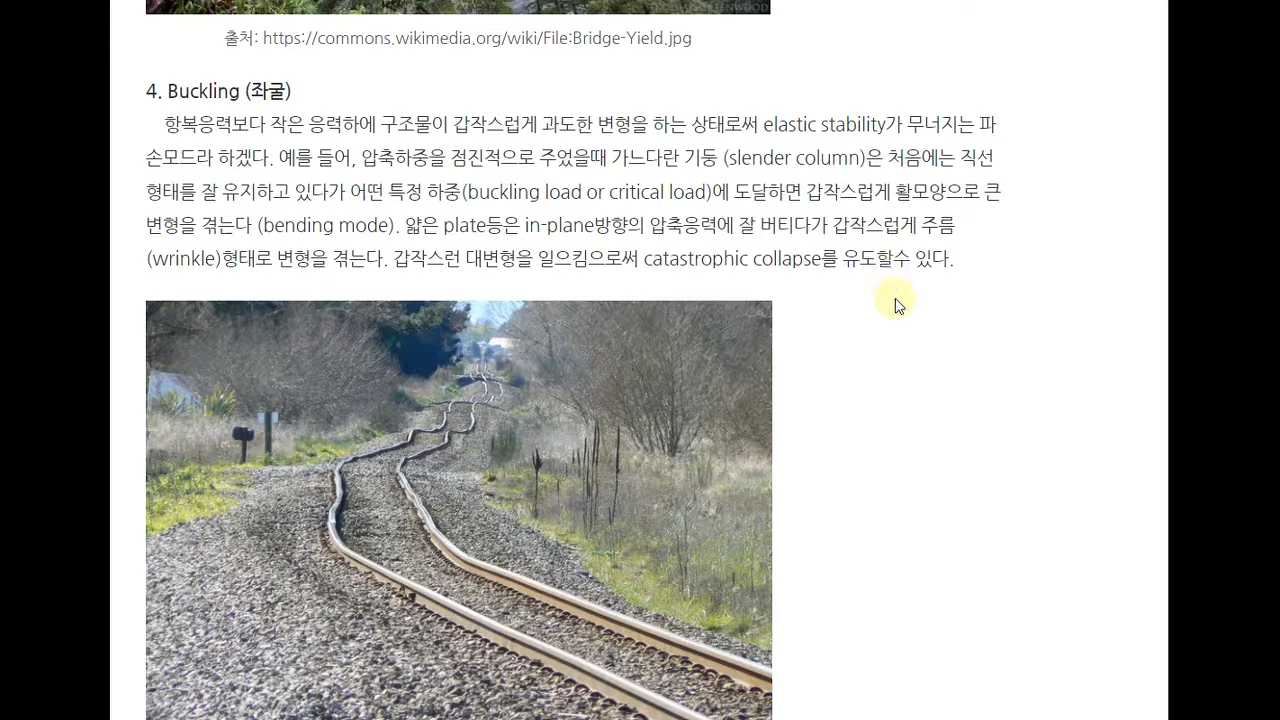 출처: https://commons.wikimedia.org/wiki/File:Bridge-Yield.jpg
4. Buckling (좌굴)
항복응력보다 작은 응력하에 구조물이 갑작스럽게 과도한 변형을 하는 상태로써 elastic stability가 무너지는 파
손모드라 하겠다. 예를 들어, 압축하중을 점진적으로 주었을때 가느다란 기둥 (slender column)은 처음에는 직선
형태를 잘 유지하고 있다가 어떤 특정 하중(buckling load or critical load)에 도달하면 갑작스럽게 활모양으로 큰
변형을 겪는다 (bending mode). 얇은 plate등은 in-plane방향의 압축응력에 잘 버티다가 갑작스럽게 주름
(wrinkle)형태로 변형을 겪는다. 갑작스런 대변형을 일으킴으로써 catastrophic collapse를 유도할수 있다.